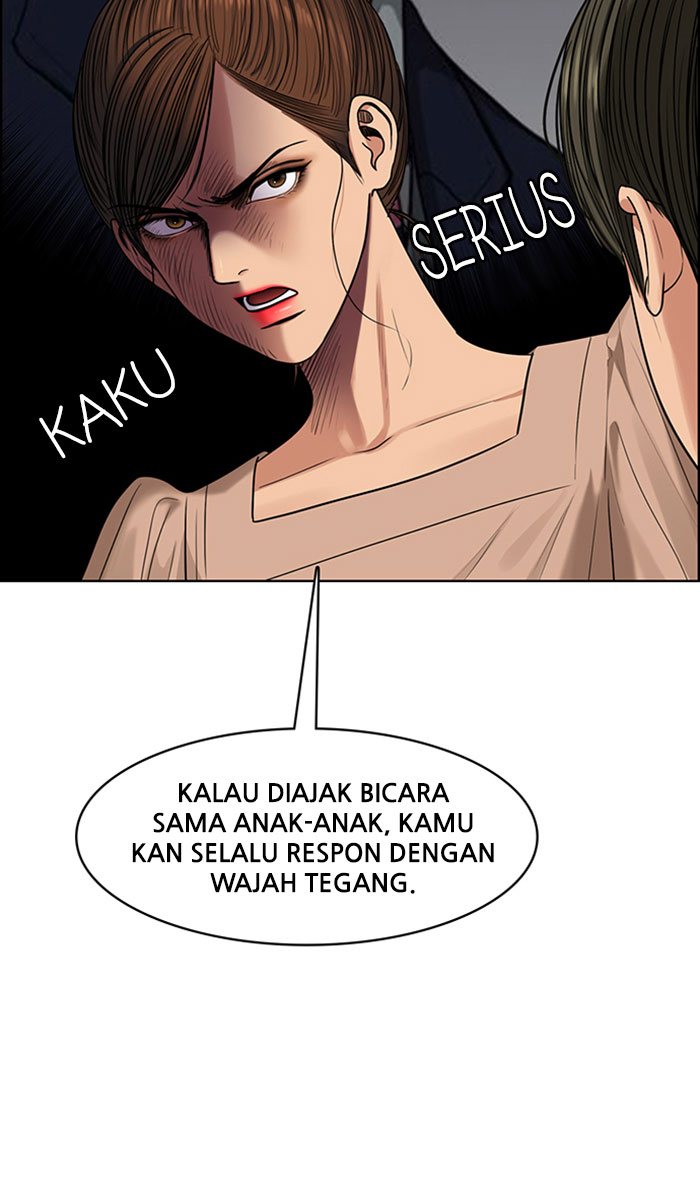 SERIUS
KAKU
KALAU DIAJAK BICARA
SAMA ANAK-ANAK, KAMU
KAN SELALU RESPON DENGAN
WAJAH TEGANG.